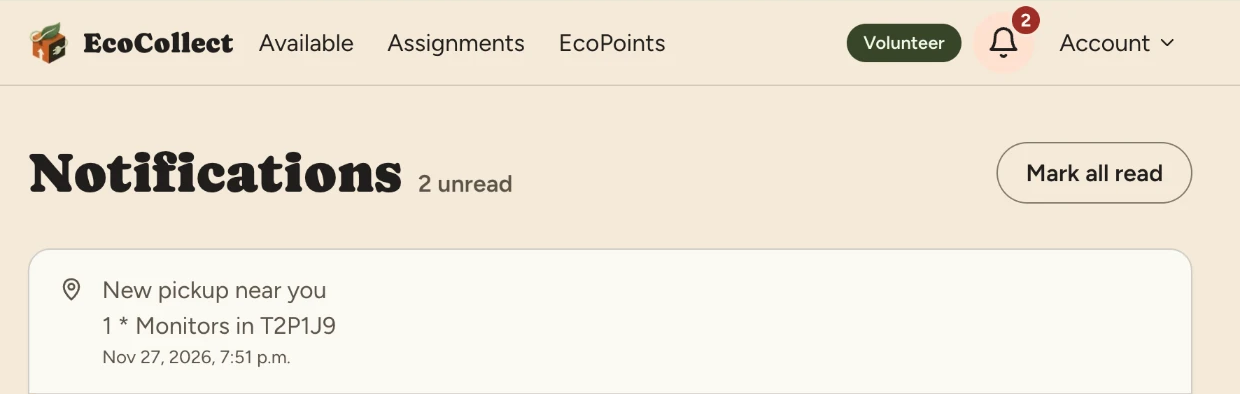 EcoCollect Available Assignments EcoPoints Volunteer 2 Account
Notifications 2 unread Mark all read
New pickup near you
1 * Monitors in T2P1J9
Nov 27, 2026, 7:51 p.m.